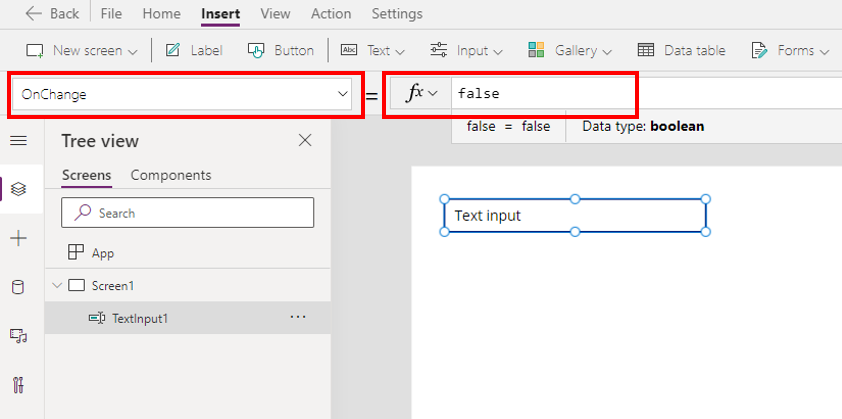 Back File Home Insert View Action Settings
New screen Label Button Abc Text Input Gallery Data table Forms
OnChange = fx false
false = false Data type: boolean
Tree view
Screens Components
Search
App
Screen1
TextInput1 ...
Text input